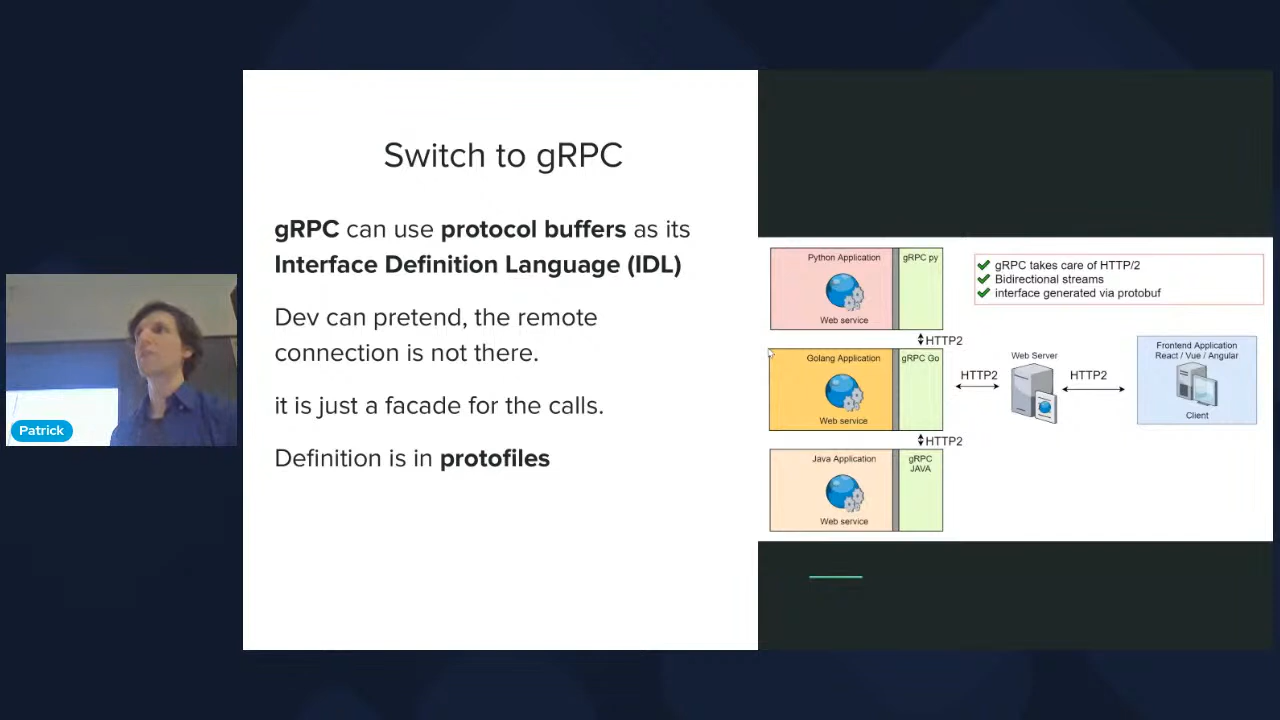 Switch to gRPC
gRPC can use protocol buffers as its
Interface Definition Language (IDL)
Dev can pretend, the remote
connection is not there.
it is just a facade for the calls.
Definition is in protofiles
Patrick
Python Application
gRPC py
Web service
HTTP2
Golang Application
gRPC Go
Web service
HTTP2
Java Application
gRPC
JAVA
Web service
gRPC takes care of HTTP/2
Bidirectional streams
interface generated via protobuf
HTTP2
Web Server
HTTP2
Frontend Application
React / Vue / Angular
Client